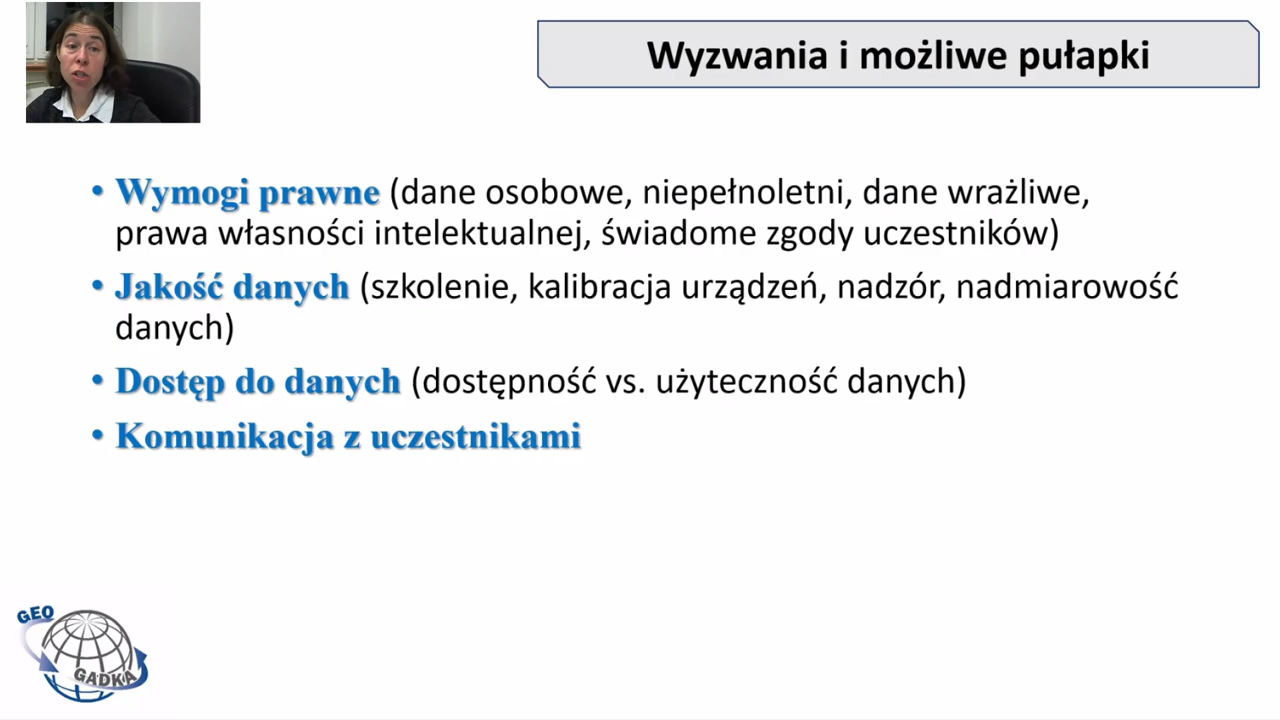 Wyzwania i możliwe pułapki
• Wymogi prawne (dane osobowe, niepełnoletni, dane wrażliwe,
prawa własności intelektualnej, świadome zgody uczestników)
• Jakość danych (szkolenie, kalibracja urządzeń, nadzór, nadmiarowość
danych)
• Dostęp do danych (dostępność vs. użyteczność danych)
• Komunikacja z uczestnikami
GEO
GADKA